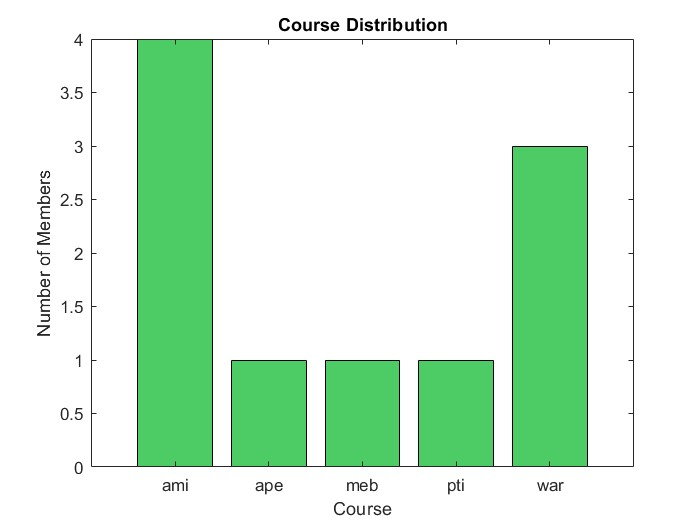 Course Distribution
4
3.5
3
2.5
2
1.5
1
0.5
0
Number of Members
ami ape meb pti war
Course